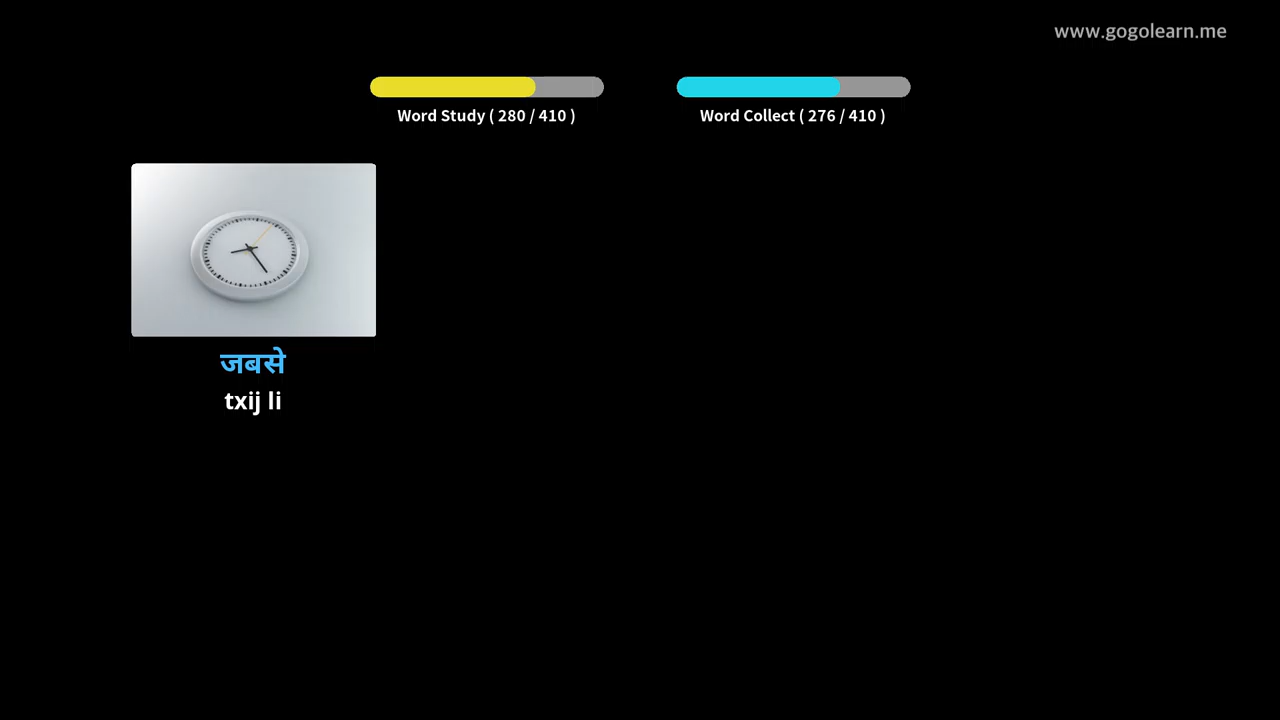 www.gogolearn.me
Word Study ( 280 / 410 )
Word Collect ( 276 / 410 )
जबसे
txij li